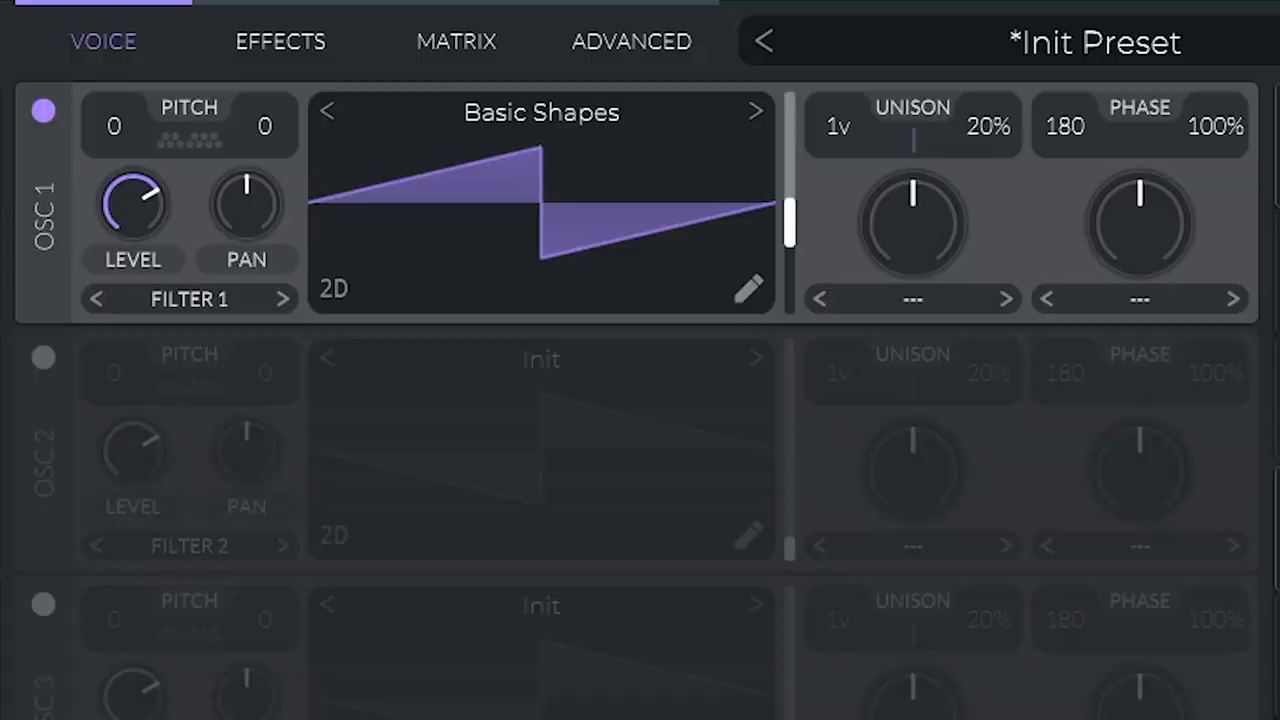 VOICE EFFECTS MATRIX ADVANCED < *Init Preset
OSC 1
0 PITCH 0
LEVEL PAN
< FILTER 1 >
< Basic Shapes >
2D
UNISON
1v 20%
< --- >
PHASE
180 100%
< --- >
OSC 2
0 PITCH 0
LEVEL PAN
< FILTER 2 >
< Init >
2D
UNISON
1v 20%
< --- >
PHASE
180 100%
< --- >
OSC 3
0 PITCH 0
< Init >
UNISON
1v 20%
PHASE
180 100%